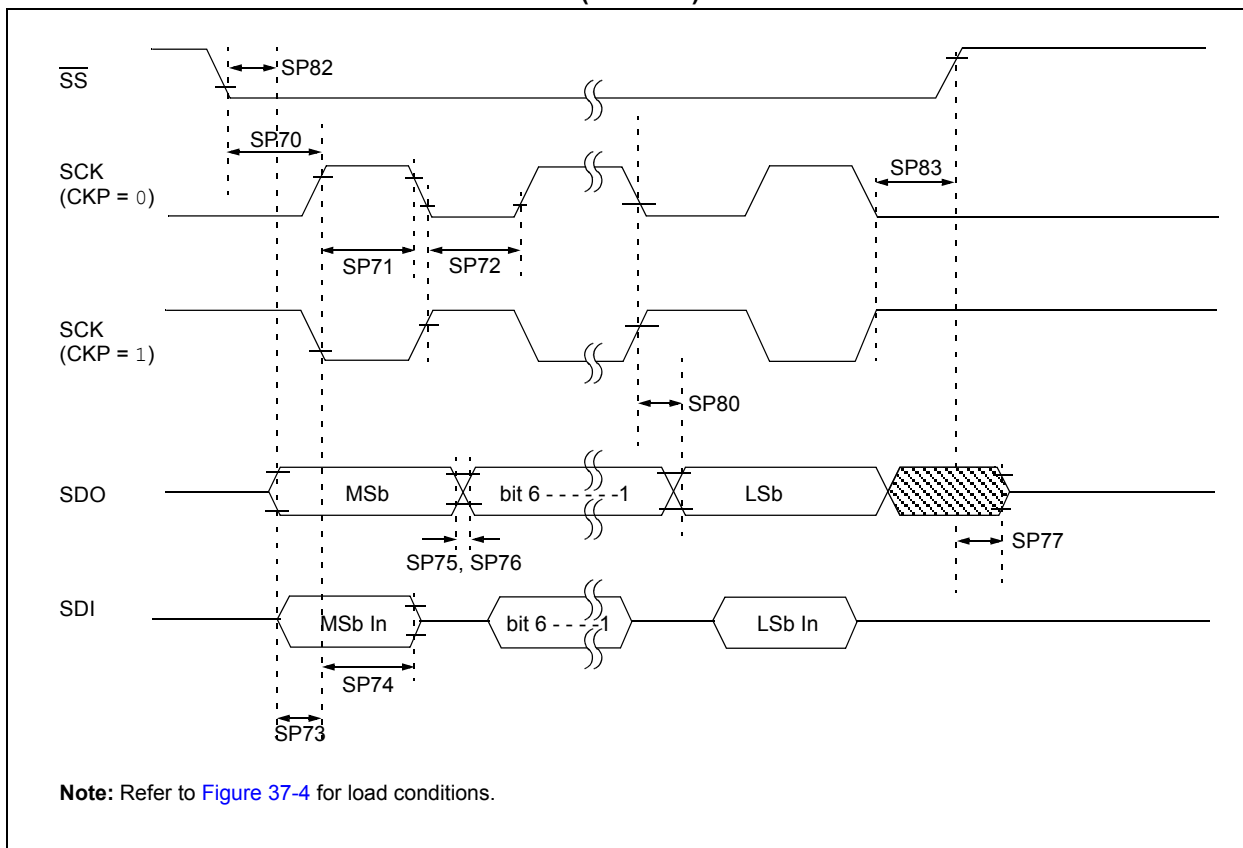 SS
SP82
SP70
SCK
(CKP = 0)
SP83
SP71
SP72
SCK
(CKP = 1)
SP80
SDO
MSb
bit 6 - - - - - -1
LSb
SP75, SP76
SP77
SDI
MSb In
bit 6 - - - -1
LSb In
SP74
SP73
Note: Refer to Figure 37-4 for load conditions.